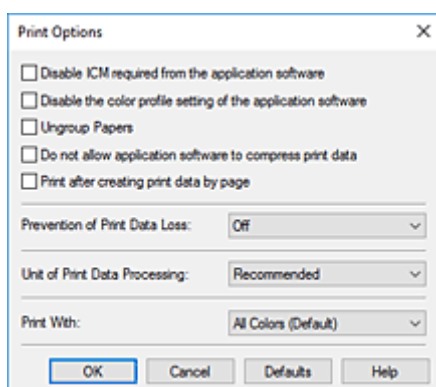 Print Options
Disable ICM required from the application software
Disable the color profile setting of the application software
Ungroup Papers
Do not allow application software to compress print data
Print after creating print data by page
Prevention of Print Data Loss: Off
Unit of Print Data Processing: Recommended
Print With: All Colors (Default)
OK Cancel Defaults Help